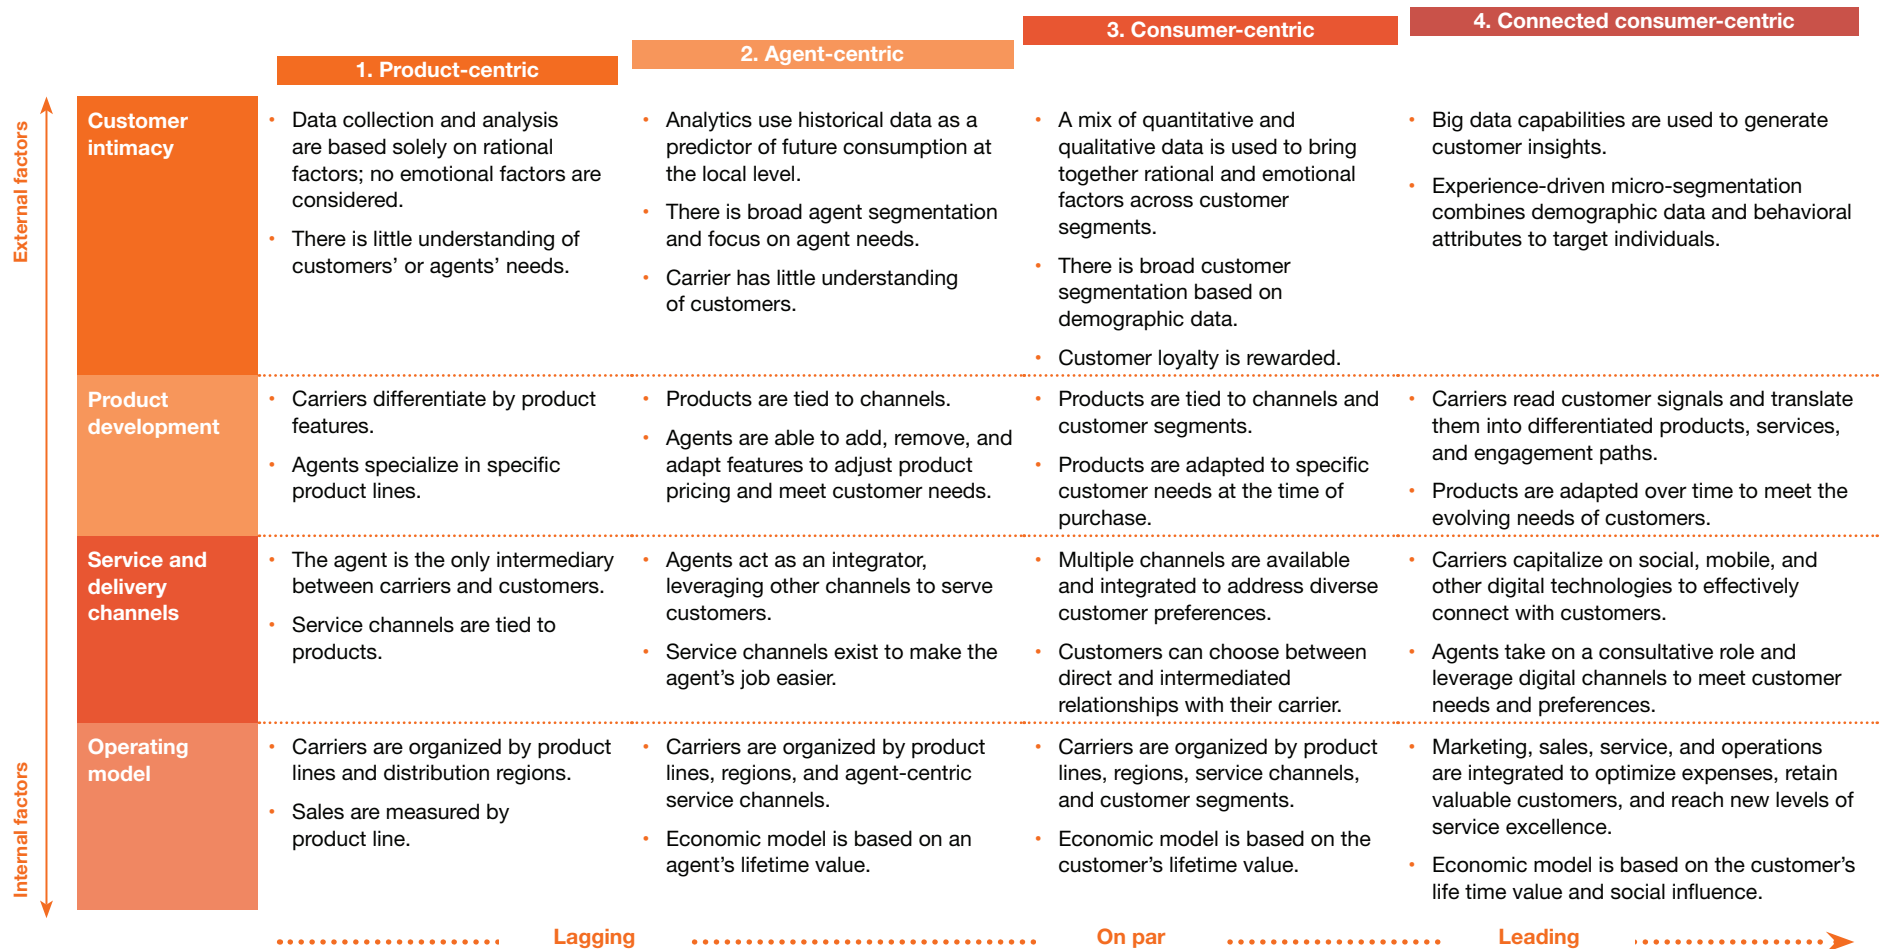 1. Product-centric
2. Agent-centric
3. Consumer-centric
4. Connected consumer-centric
External factors
Internal factors
Customer
intimacy
• Data collection and analysis
are based solely on rational
factors; no emotional factors are
considered.
• There is little understanding of
customers’ or agents’ needs.
• Analytics use historical data as a
predictor of future consumption at
the local level.
• There is broad agent segmentation
and focus on agent needs.
• Carrier has little understanding
of customers.
• A mix of quantitative and
qualitative data is used to bring
together rational and emotional
factors across customer
segments.
• There is broad customer
segmentation based on
demographic data.
• Customer loyalty is rewarded.
• Big data capabilities are used to generate
customer insights.
• Experience-driven micro-segmentation
combines demographic data and behavioral
attributes to target individuals.
Product
development
• Carriers differentiate by product
features.
• Agents specialize in specific
product lines.
• Products are tied to channels.
• Agents are able to add, remove, and
adapt features to adjust product
pricing and meet customer needs.
• Products are tied to channels and
customer segments.
• Products are adapted to specific
customer needs at the time of
purchase.
• Carriers read customer signals and translate
them into differentiated products, services,
and engagement paths.
• Products are adapted over time to meet the
evolving needs of customers.
Service and
delivery
channels
• The agent is the only intermediary
between carriers and customers.
• Service channels are tied to
products.
• Agents act as an integrator,
leveraging other channels to serve
customers.
• Service channels exist to make the
agent’s job easier.
• Multiple channels are available
and integrated to address diverse
customer preferences.
• Customers can choose between
direct and intermediated
relationships with their carrier.
• Carriers capitalize on social, mobile, and
other digital technologies to effectively
connect with customers.
• Agents take on a consultative role and
leverage digital channels to meet customer
needs and preferences.
Operating
model
• Carriers are organized by product
lines and distribution regions.
• Sales are measured by
product line.
• Carriers are organized by product
lines, regions, and agent-centric
service channels.
• Economic model is based on an
agent’s lifetime value.
• Carriers are organized by product
lines, regions, service channels,
and customer segments.
• Economic model is based on the
customer’s lifetime value.
• Marketing, sales, service, and operations
are integrated to optimize expenses, retain
valuable customers, and reach new levels of
service excellence.
• Economic model is based on the customer’s
life time value and social influence.
Lagging
On par
Leading